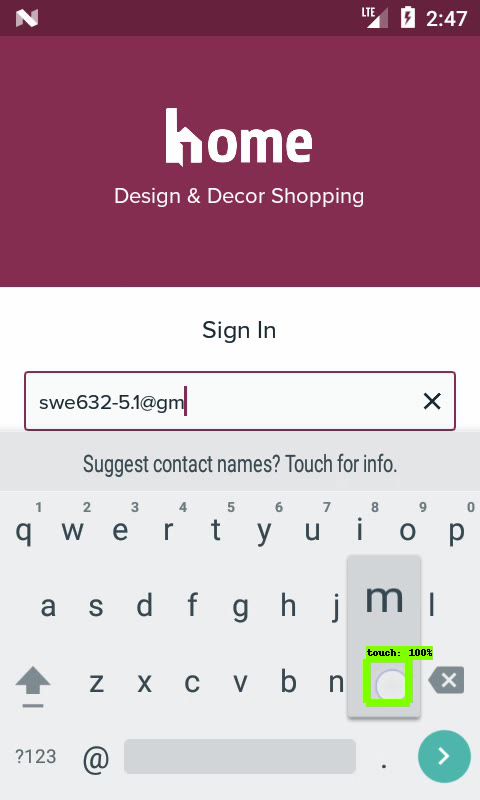 LTE 2:47
home
Design & Decor Shopping
Sign In
swe632-5.1@gm
Suggest contact names? Touch for info.
1 2 3 4 5 6 7 8 9 0
q w e r t y u i o p
a s d f g h j m l
touch: 100%
z x c v b n
?123 @ .